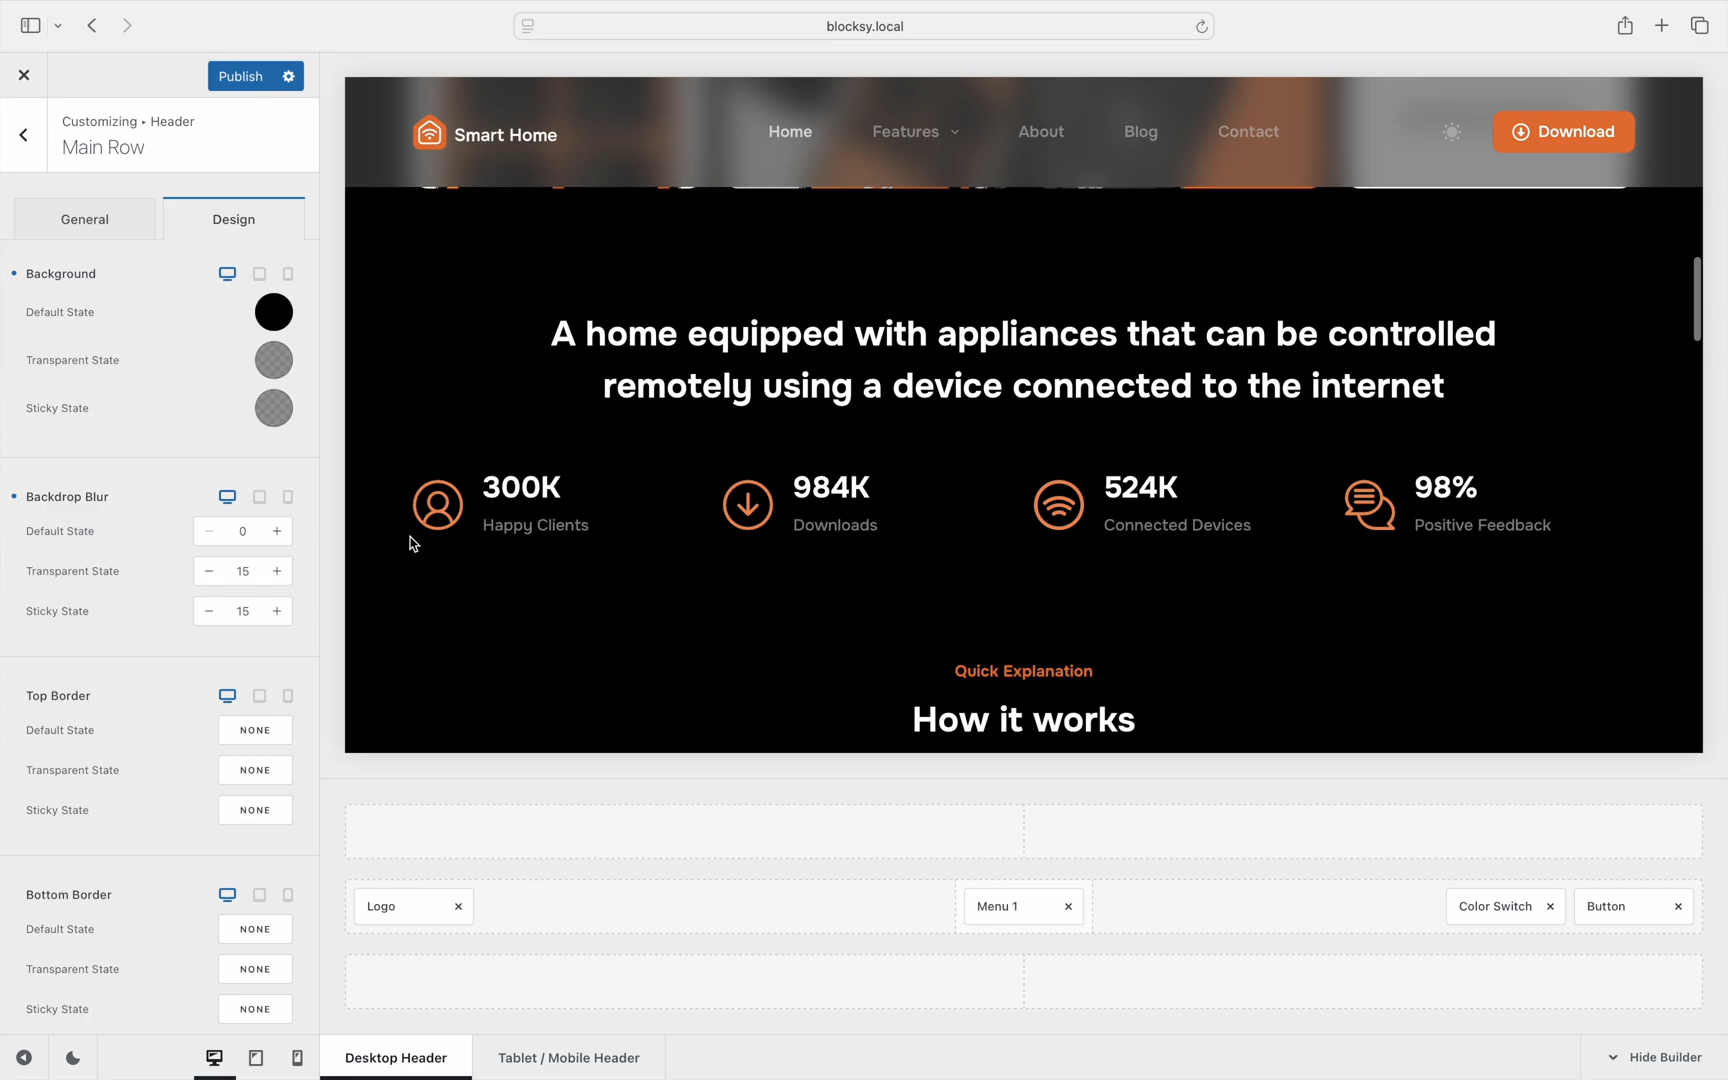 blocksy.local
Publish
Customizing ▸ Header
Main Row
General
Design
Background
Default State
Transparent State
Sticky State
Backdrop Blur
Default State
0
Transparent State
15
Sticky State
15
Top Border
Default State
NONE
Transparent State
NONE
Sticky State
NONE
Bottom Border
Default State
NONE
Transparent State
NONE
Sticky State
NONE
Smart Home
Home
Features
About
Blog
Contact
Download
A home equipped with appliances that can be controlled
remotely using a device connected to the internet
300K
Happy Clients
984K
Downloads
524K
Connected Devices
98%
Positive Feedback
Quick Explanation
How it works
Logo
Menu 1
Color Switch
Button
Desktop Header
Tablet / Mobile Header
Hide Builder